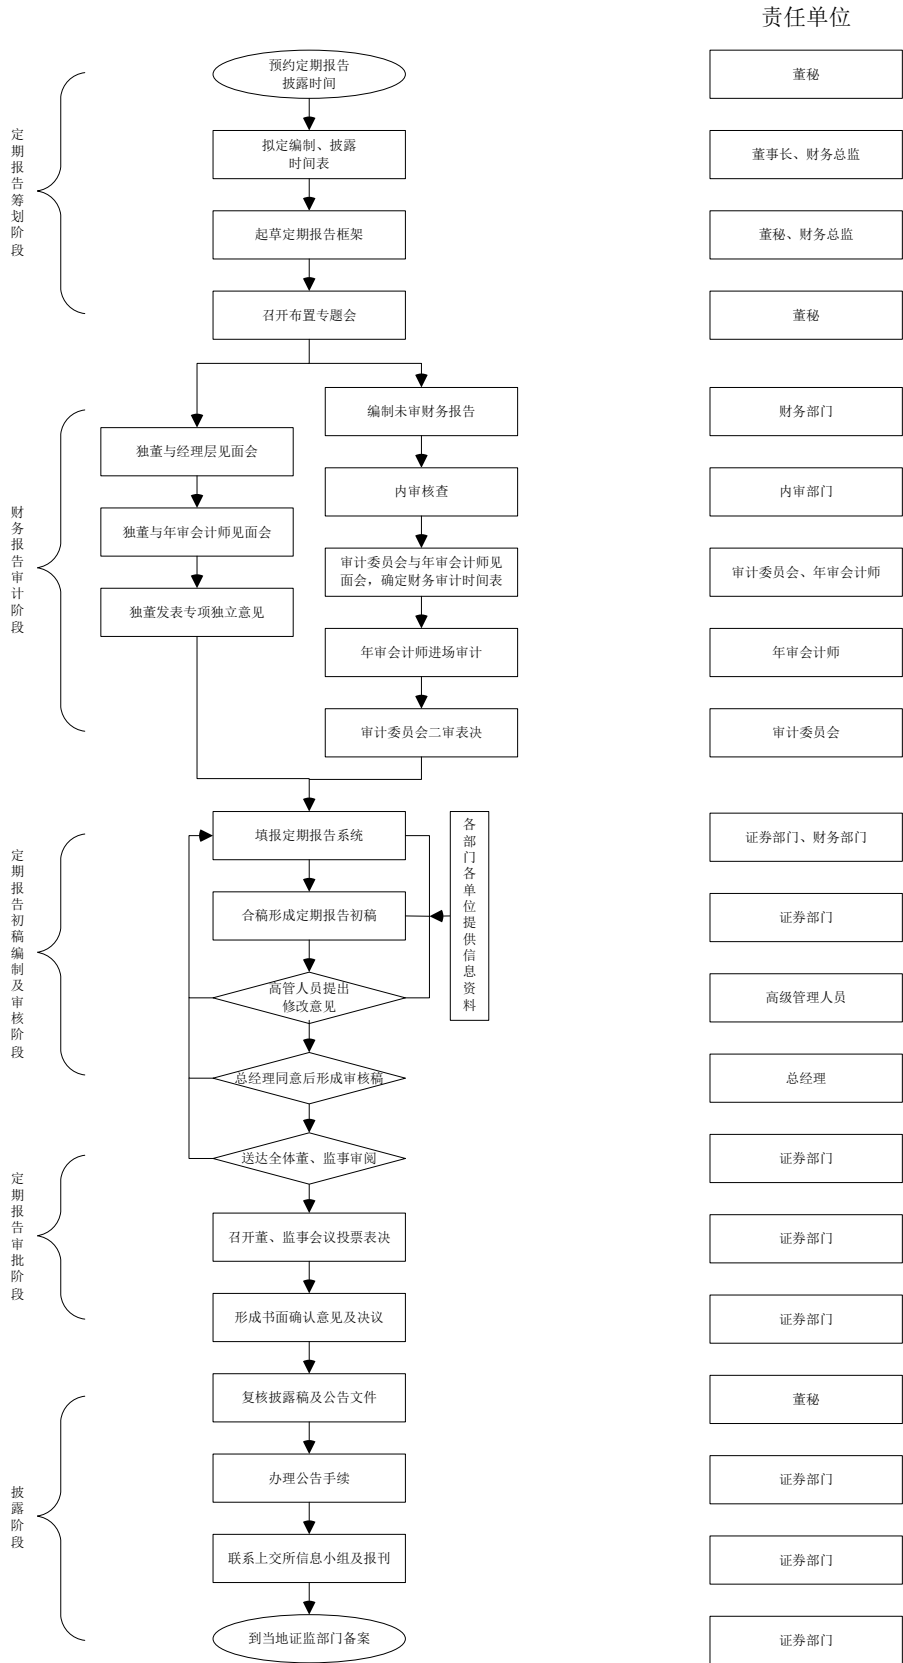 责任单位
定期报告筹划阶段
预约定期报告
披露时间
董秘
拟定编制、披露
时间表
董事长、财务总监
起草定期报告框架
董秘、财务总监
召开布置专题会
董秘
财务报告审计阶段
编制未审财务报告
财务部门
独董与经理层见面会
内审核查
内审部门
独董与年审会计师见面会
审计委员会与年审会计师见
面会，确定财务审计时间表
审计委员会、年审会计师
独董发表专项独立意见
年审会计师进场审计
年审会计师
审计委员会二审表决
审计委员会
定期报告初稿编制及审核阶段
填报定期报告系统
各部门各单位提供信息资料
证券部门、财务部门
合稿形成定期报告初稿
证券部门
高管人员提出
修改意见
高级管理人员
总经理同意后形成审核稿
总经理
定期报告审批阶段
送达全体董、监事审阅
证券部门
召开董、监事会议投票表决
证券部门
形成书面确认意见及决议
证券部门
披露阶段
复核披露稿及公告文件
董秘
办理公告手续
证券部门
联系上交所信息小组及报刊
证券部门
到当地证监部门备案
证券部门